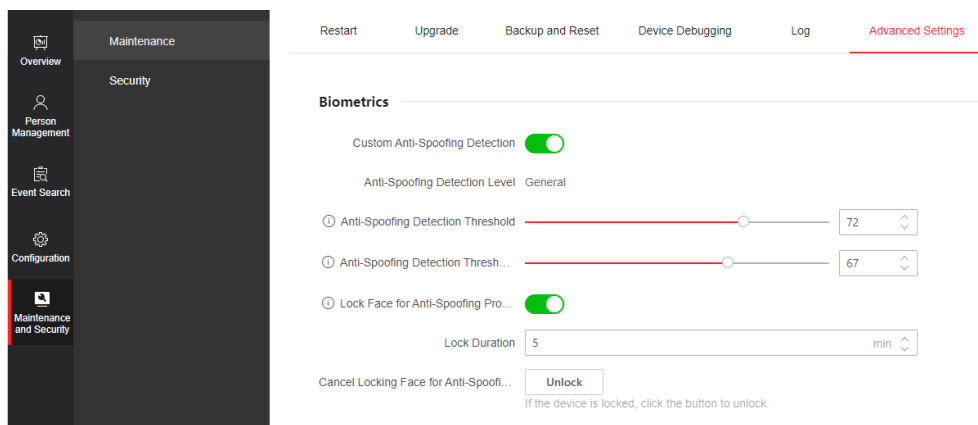 Overview
Person
Management
Event Search
Configuration
Maintenance
and Security
Maintenance
Security
Restart Upgrade Backup and Reset Device Debugging Log Advanced Settings
Biometrics
Custom Anti-Spoofing Detection
Anti-Spoofing Detection Level General
Anti-Spoofing Detection Threshold 72
Anti-Spoofing Detection Thresh... 67
Lock Face for Anti-Spoofing Pro...
Lock Duration 5 min
Cancel Locking Face for Anti-Spoofi... Unlock
If the device is locked, click the button to unlock.